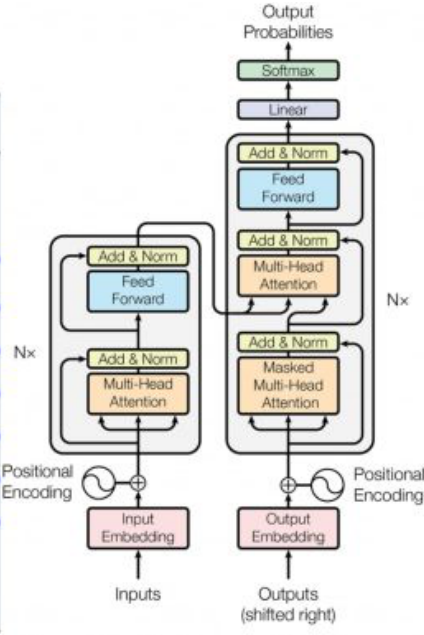 Output
Probabilities
Softmax
Linear
Add & Norm
Feed
Forward
Add & Norm
Multi-Head
Attention
Add & Norm
Masked
Multi-Head
Attention
Nx
Add & Norm
Feed
Forward
Add & Norm
Multi-Head
Attention
N×
Positional
Encoding
Positional
Encoding
Input
Embedding
Output
Embedding
Inputs
Outputs
(shifted right)